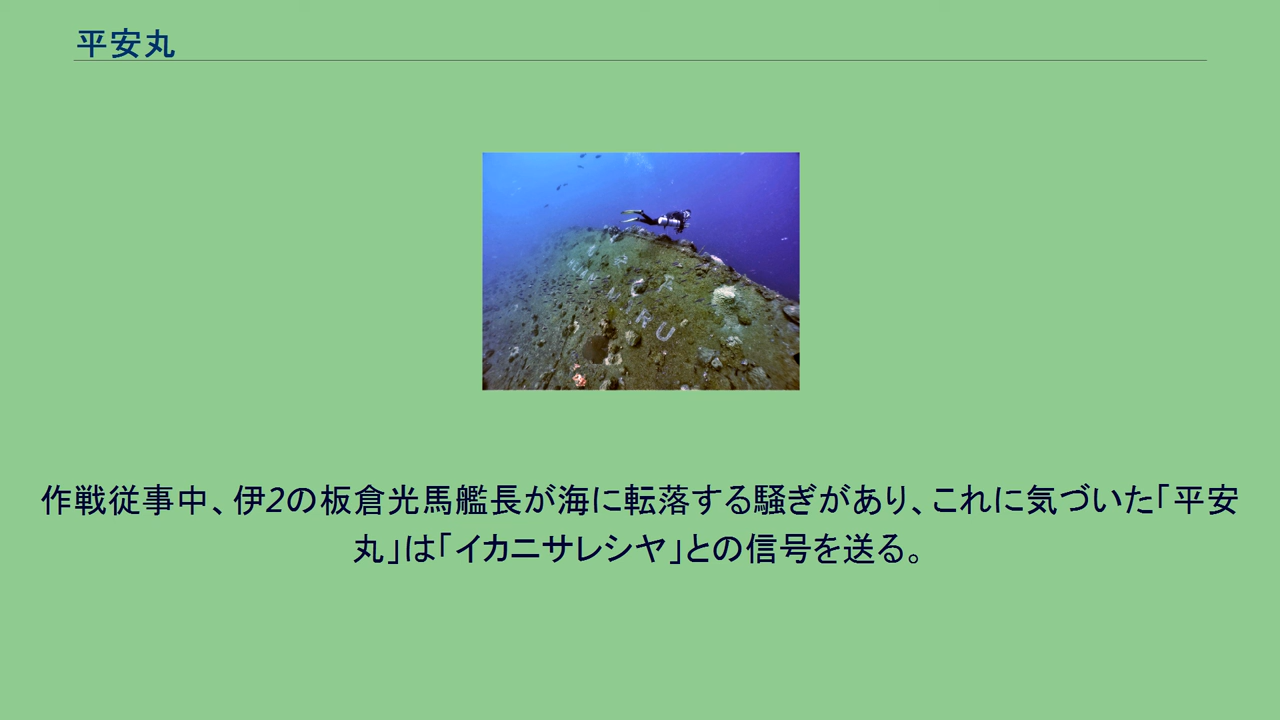 平安丸
作戦従事中、伊2の板倉光馬艦長が海に転落する騒ぎがあり、これに気づいた「平安
丸」は「イカニサレシヤ」との信号を送る。